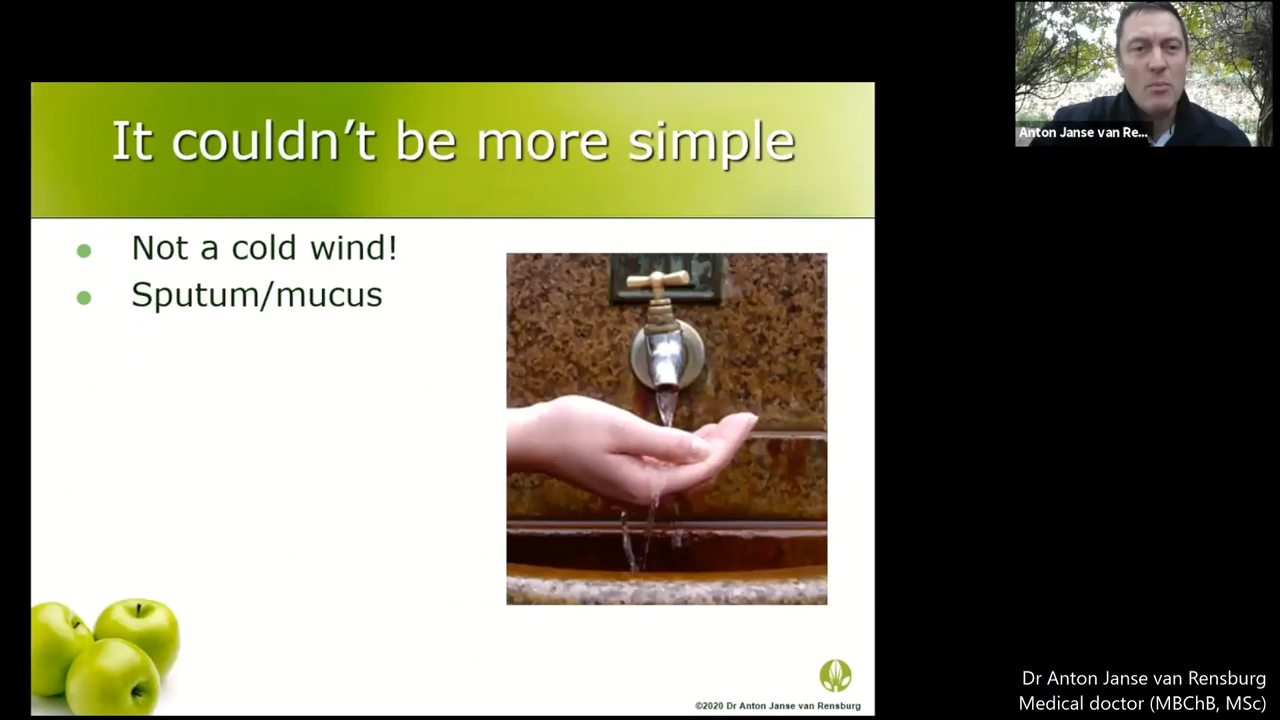 It couldn't be more simple
Not a cold wind!
Sputum/mucus
©2020 Dr Anton Janse van Rensburg
Anton Janse van Re...
Dr Anton Janse van Rensburg
Medical doctor (MBChB, MSc)